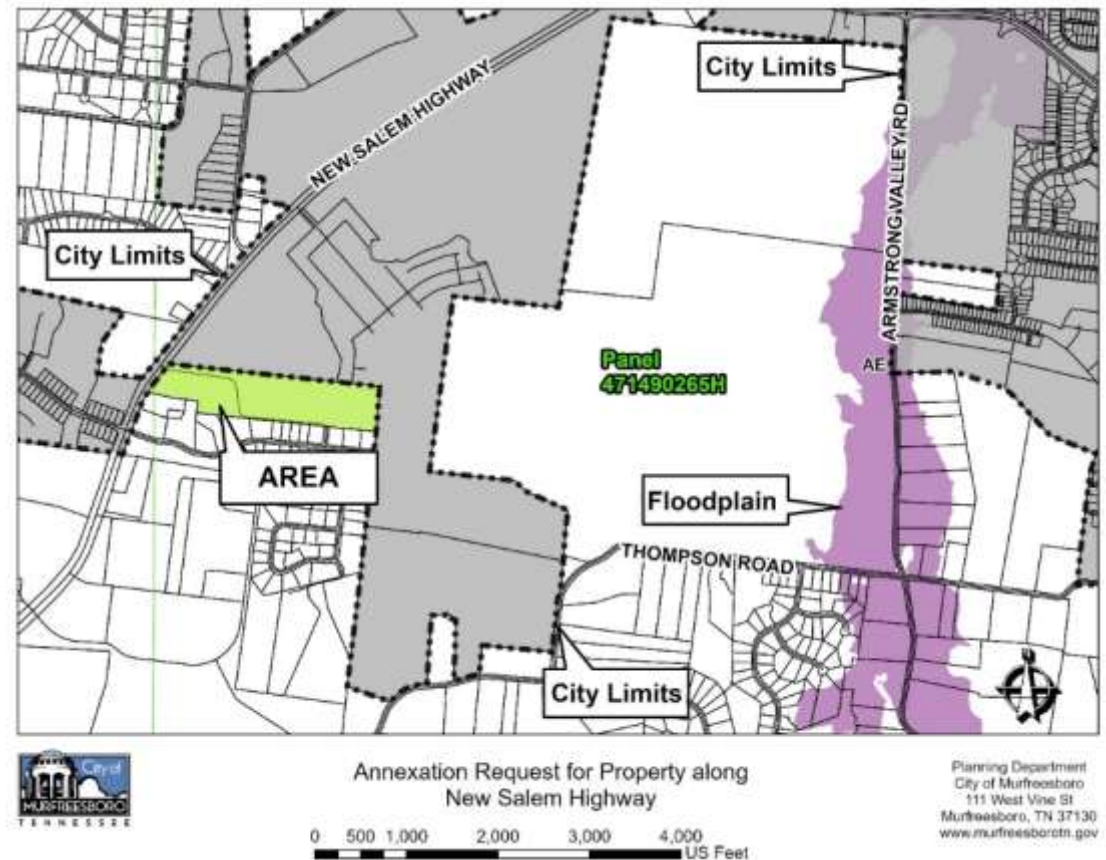 City Limits
NEW SALEM HIGHWAY
ARMSTRONG VALLEY RD
City Limits
Panel
471490265H
AE
AREA
Floodplain
THOMPSON ROAD
City Limits
City of
MURFREESBORO
TENNESSEE
Annexation Request for Property along
New Salem Highway
0 500 1,000 2,000 3,000 4,000
US Feet
Planning Department
City of Murfreesboro
111 West Vine St
Murfreesboro, TN 37130
www.murfreesborotn.gov